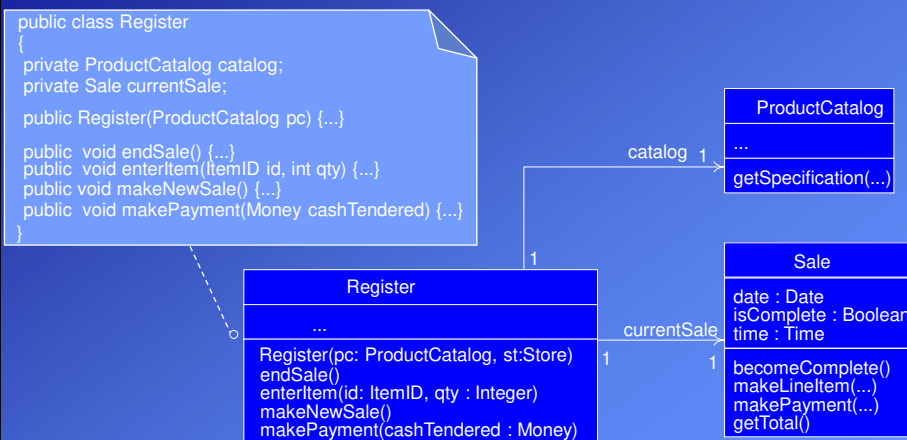 public class Register
{
private ProductCatalog catalog;
private Sale currentSale;
public Register(ProductCatalog pc) {...}
public void endSale() {...}
public void enterItem(ItemID id, int qty) {...}
public void makeNewSale() {...}
public void makePayment(Money cashTendered) {...}
}
catalog 1
1
ProductCatalog
...
getSpecification(...)
Register
...
Register(pc: ProductCatalog, st:Store)
endSale()
enterItem(id: ItemID, qty : Integer)
makeNewSale()
makePayment(cashTendered : Money)
currentSale
1
1
Sale
date : Date
isComplete : Boolean
time : Time
becomeComplete()
makeLineItem(...)
makePayment(...)
getTotal()